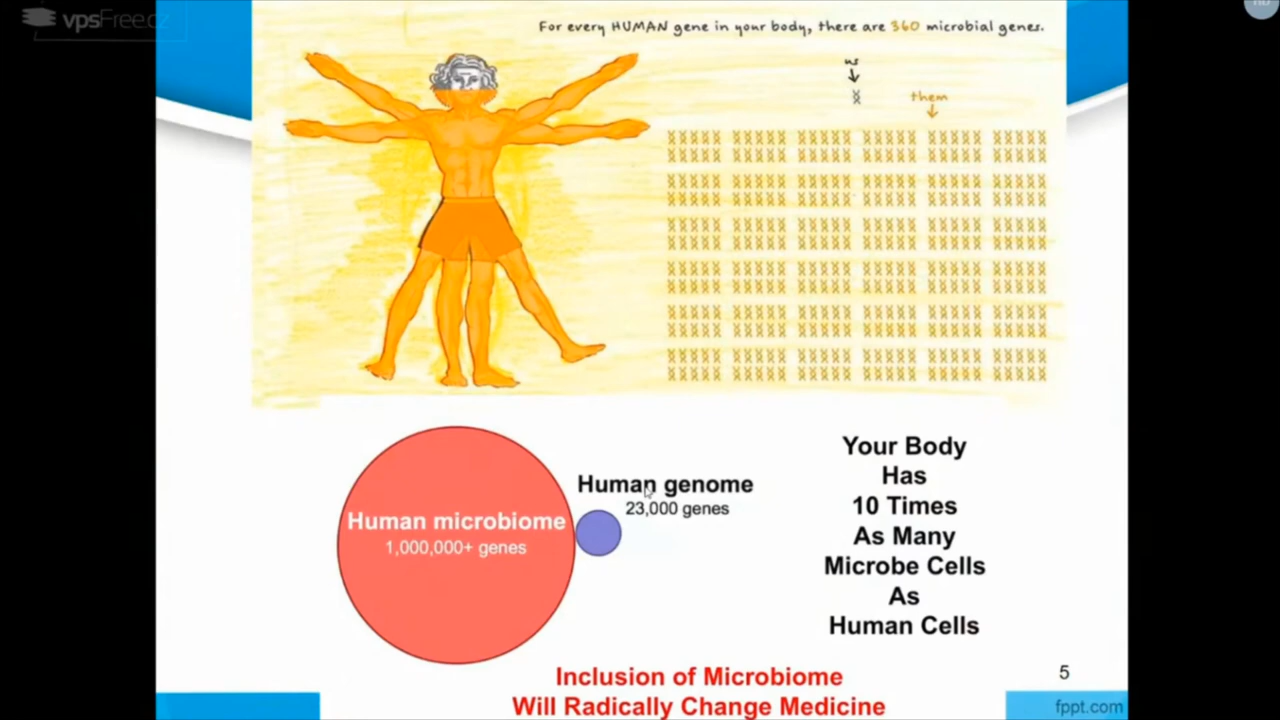 vpsFree.cz
HD
For every HUMAN gene in your body, there are 360 microbial genes.
us
them
Human genome
23,000 genes
Human microbiome
1,000,000+ genes
Your Body
Has
10 Times
As Many
Microbe Cells
As
Human Cells
Inclusion of Microbiome
Will Radically Change Medicine
5
fppt.com